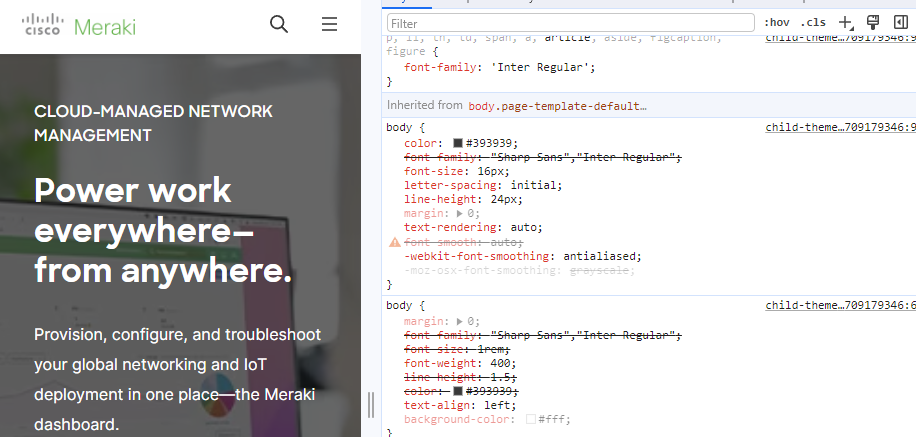 CISCO Meraki
CLOUD-MANAGED NETWORK
MANAGEMENT
Power work
everywhere–
from anywhere.
Provision, configure, and troubleshoot
your global networking and IoT
deployment in one place—the Meraki
dashboard.
Filter :hov .cls
p, li, th, td, span, a, article, aside, figcaption, child-theme…709179346:9
figure {
font-family: 'Inter Regular';
}
Inherited from body.page-template-default…
body { child-theme…709179346:9
color: #393939;
font-family: "Sharp Sans","Inter Regular";
font-size: 16px;
letter-spacing: initial;
line-height: 24px;
margin: 0;
text-rendering: auto;
font-smooth: auto;
-webkit-font-smoothing: antialiased;
-moz-osx-font-smoothing: grayscale;
}
body { child-theme…709179346:6
margin: 0;
font-family: "Sharp Sans","Inter Regular";
font-size: 1rem;
font-weight: 400;
line-height: 1.5;
color: #393939;
text-align: left;
background-color: #fff;
}